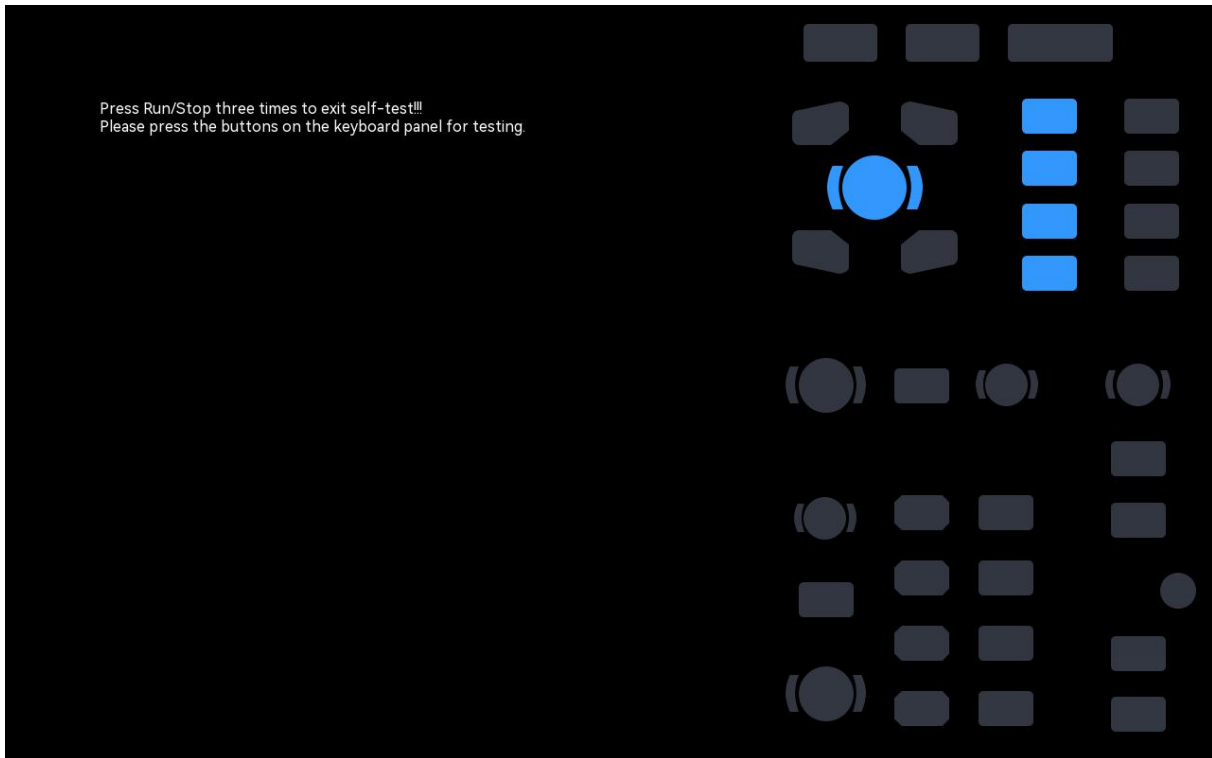 Press Run/Stop three times to exit self-test!!!
Please press the buttons on the keyboard panel for testing.